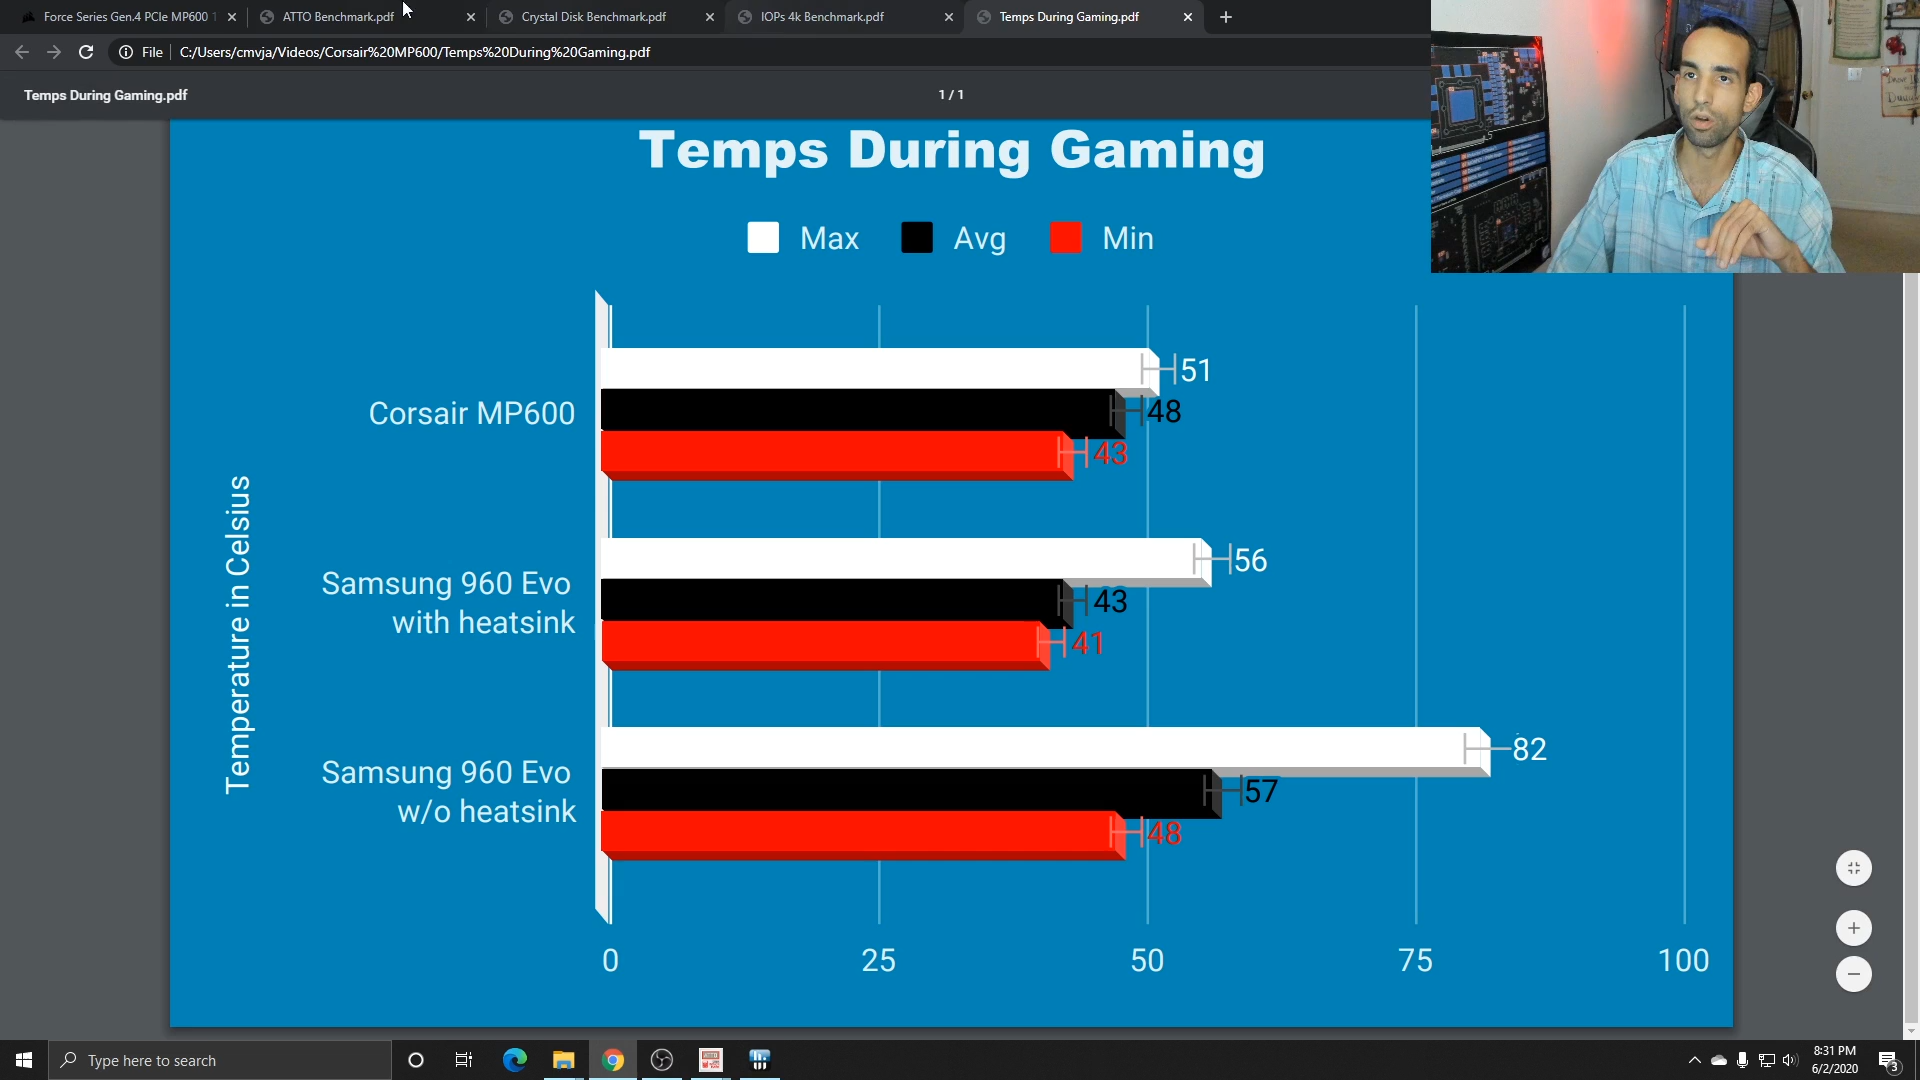 Force Series Gen.4 PCIe MP600
ATTO Benchmark.pdf
Crystal Disk Benchmark.pdf
IOPs 4k Benchmark.pdf
Temps During Gaming.pdf
File
C:/Users/cmvja/Videos/Corsair%20MP600/Temps%20During%20Gaming.pdf
Temps During Gaming.pdf
1 / 1
Temps During Gaming
Max Avg Min
Temperature in Celsius
Corsair MP600
51
48
43
Samsung 960 Evo
with heatsink
56
43
41
Samsung 960 Evo
w/o heatsink
82
57
48
0 25 50 75 100
Type here to search
8:31 PM
6/2/2020
3